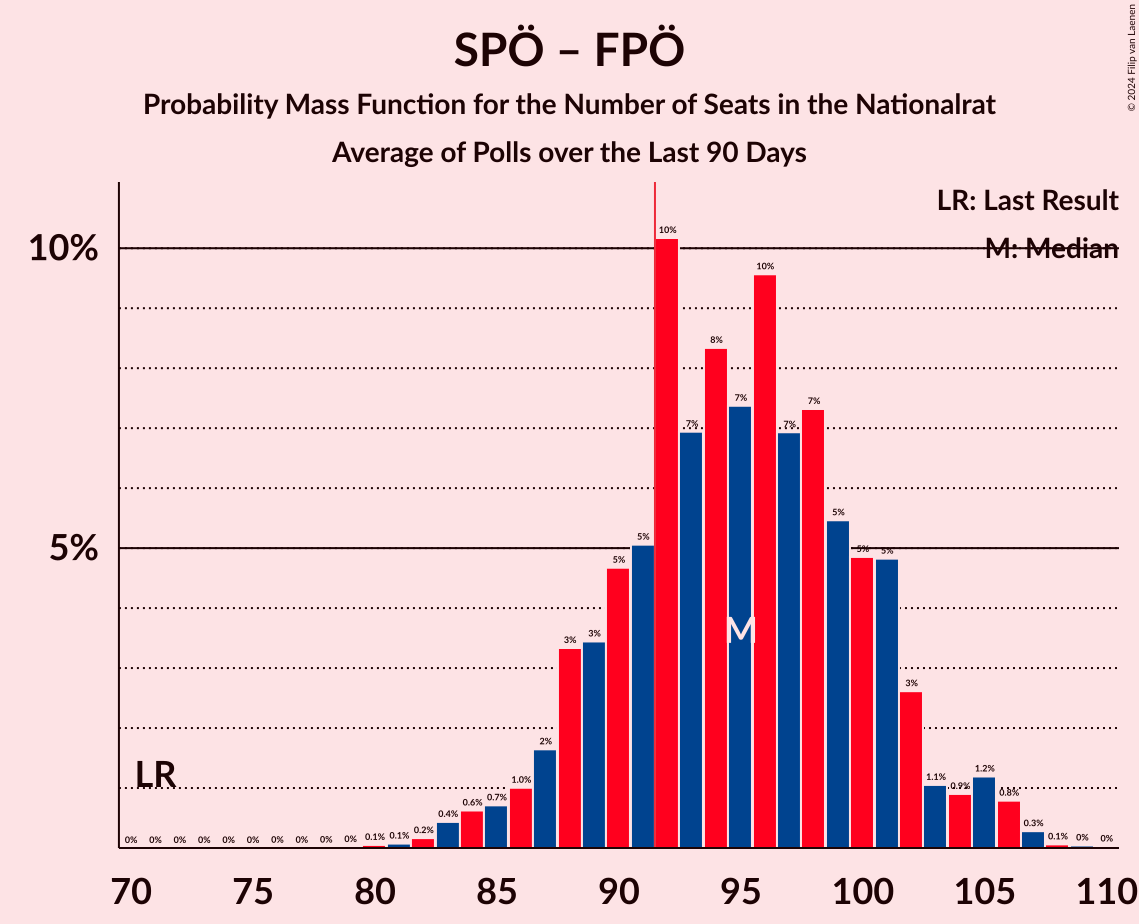 SPÖ – FPÖ
Probability Mass Function for the Number of Seats in the Nationalrat
Average of Polls over the Last 90 Days
© 2024 Filip van Laenen
LR: Last Result
M: Median
10%
5%
0% 0% 0% 0% 0% 0% 0% 0% 0% 0% 0.1% 0.1% 0.2% 0.4% 0.6% 0.7% 1.0% 2% 3% 3% 5% 5% 10% 7% 8% 7% 10% 7% 7% 5% 5% 5% 3% 1.1% 0.9% 1.2% 0.8% 0.3% 0.1% 0% 0%
M
LR
70 75 80 85 90 95 100 105 110